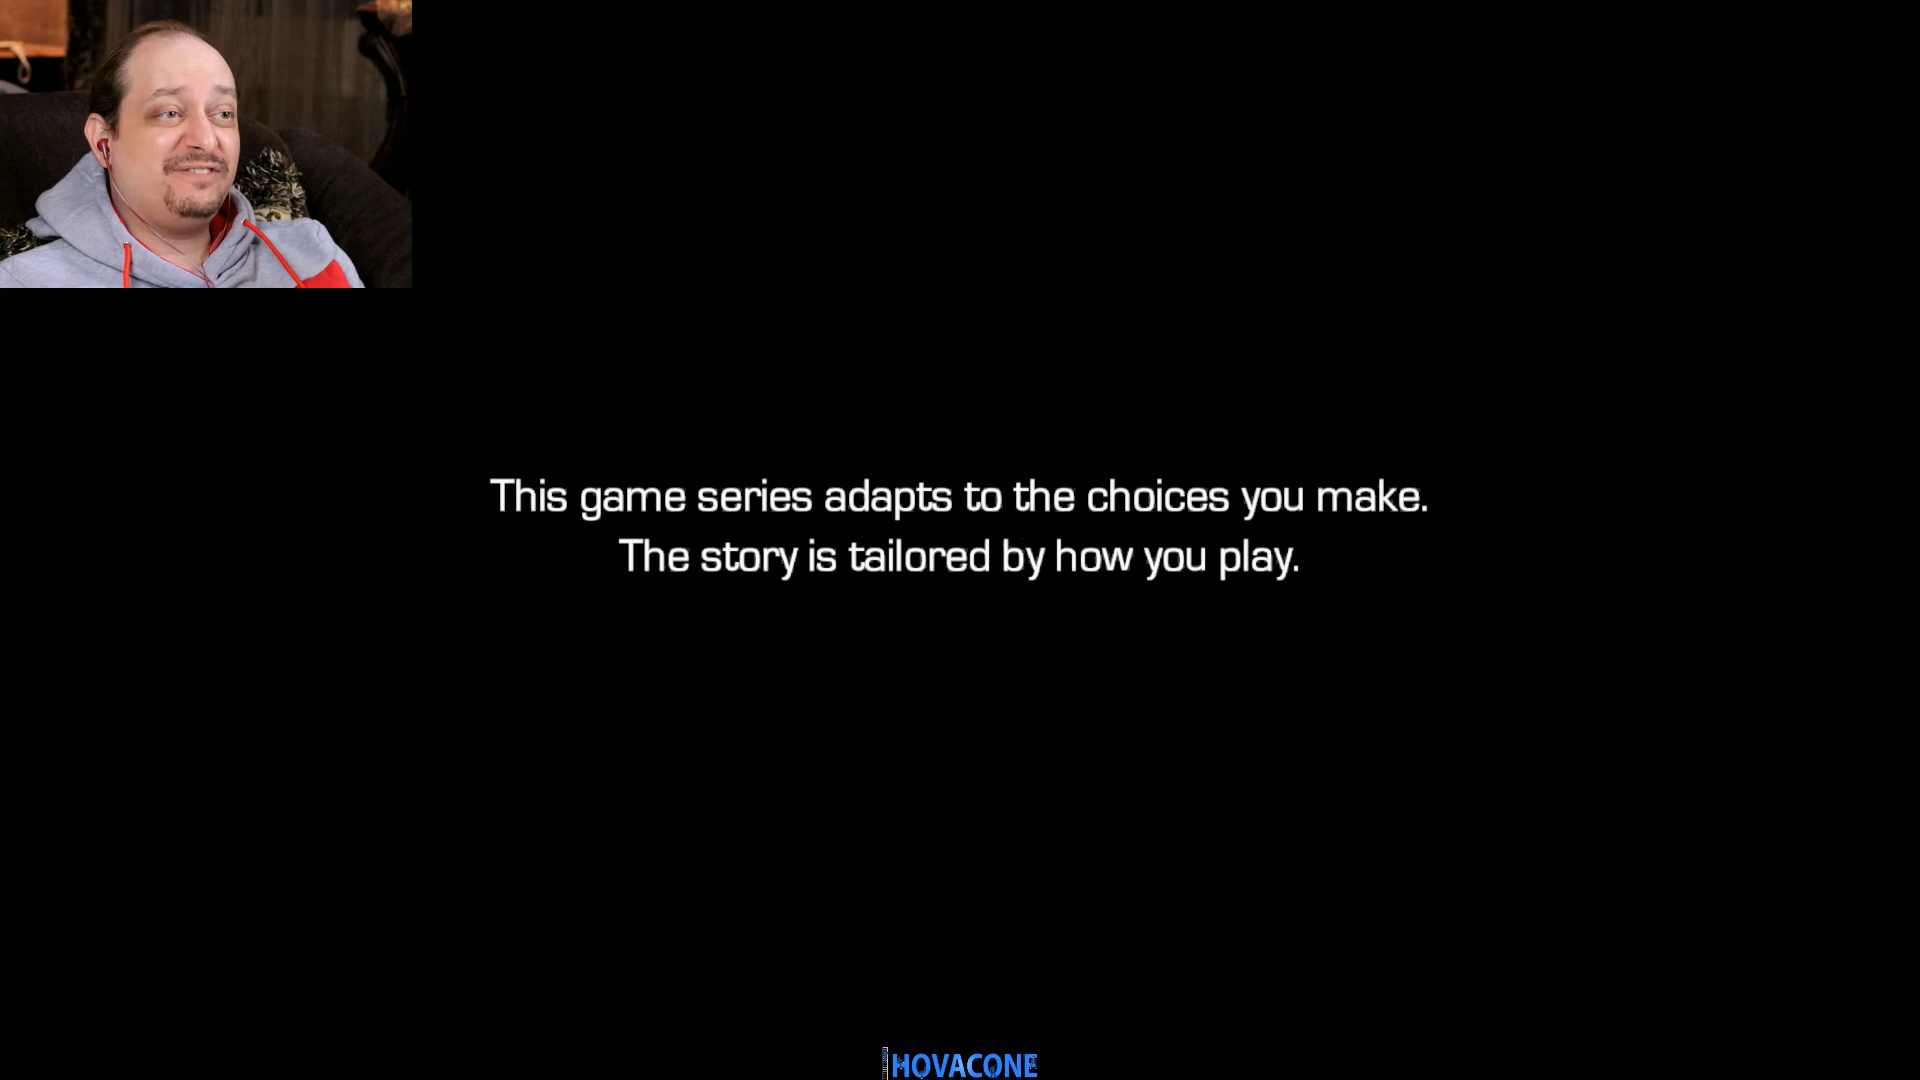 This game series adapts to the choices you make.
The story is tailored by how you play.
HOVACONE